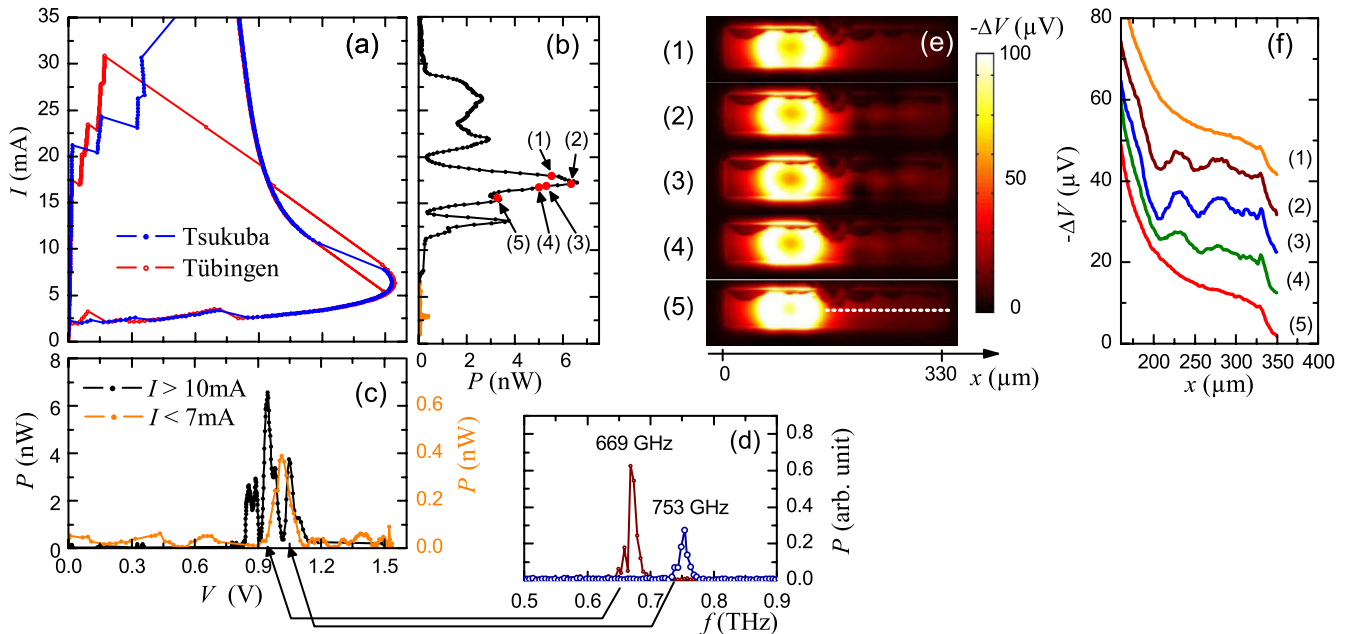 (a)
35
30
25
20
15
10
5
0
I (mA)
Tsukuba
Tübingen
(b)
(1)
(2)
(5)
(4)
(3)
0 2 4 6
P (nW)
(c)
8
6
4
2
0
P (nW)
I > 10mA
I < 7mA
0.6
0.4
0.2
0.0
P (nW)
0.0 0.3 0.6 0.9 1.2 1.5
V (V)
(d)
669 GHz
753 GHz
0.8
0.6
0.4
0.2
0.0
P (arb. unit)
0.5 0.6 0.7 0.8 0.9
f (THz)
(e)
(1)
(2)
(3)
(4)
(5)
-ΔV (µV)
100
50
0
0 330 x (µm)
(f)
80
60
40
20
0
-ΔV (µV)
(1)
(2)
(3)
(4)
(5)
200 250 300 350 400
x (µm)